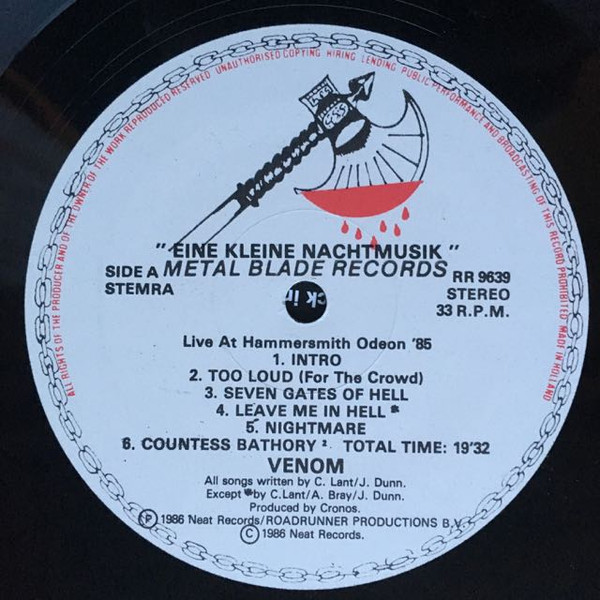 ALL RIGHTS OF THE PRODUCER AND OF THE OWNER OF THE WORK REPRODUCED RESERVED UNAUTHORISED COPYING HIRING LENDING PUBLIC PERFORMANCE AND BROADCASTING OF THIS RECORD PROHIBITED MADE IN HOLLAND
" EINE KLEINE NACHTMUSIK "
SIDE A METAL BLADE RECORDS RR 9639
STEMRA STEREO
33 R.P.M.
Live At Hammersmith Odeon '85
1. INTRO
2. TOO LOUD (For The Crowd)
3. SEVEN GATES OF HELL
4. LEAVE ME IN HELL *
5. NIGHTMARE
6. COUNTESS BATHORY ² TOTAL TIME: 19'32
VENOM
All songs written by C. Lant/J. Dunn.
Except * by C.Lant/A. Bray/J. Dunn.
Produced by Cronos.
℗ 1986 Neat Records/ROADRUNNER PRODUCTIONS B.V.
© 1986 Neat Records.